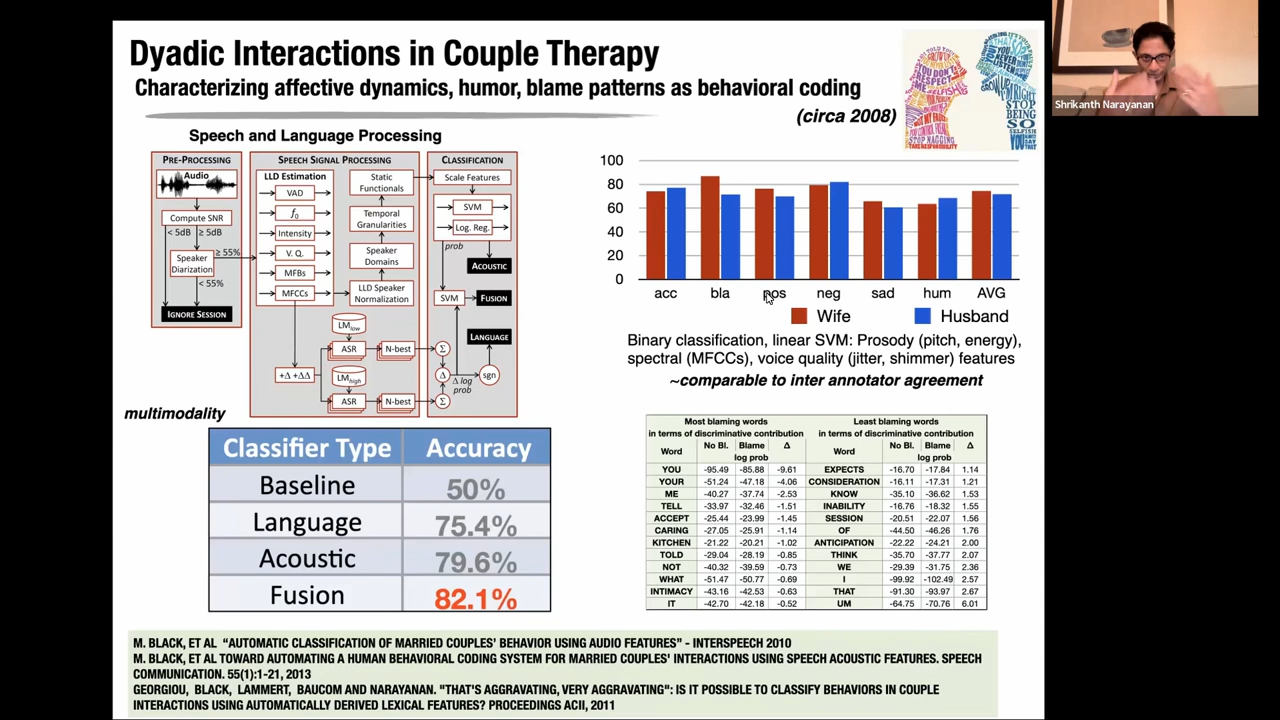 Dyadic Interactions in Couple Therapy
Characterizing affective dynamics, humor, blame patterns as behavioral coding
(circa 2008)
Shrikanth Narayanan
Speech and Language Processing
PRE-PROCESSING
Audio
Compute SNR
< 5dB
≥ 5dB
Speaker
Diarization
≥ 55%
< 55%
IGNORE SESSION
SPEECH SIGNAL PROCESSING
LLD Estimation
VAD
f0
Intensity
V. Q.
MFBs
MFCCs
Static
Functionals
Temporal
Granularities
Speaker
Domains
LLD Speaker
Normalization
LMlow
ASR
N-best
Σ
+Δ +ΔΔ
LMhigh
ASR
N-best
Σ
CLASSIFICATION
Scale Features
SVM
Log. Reg.
prob
ACOUSTIC
SVM
FUSION
LANGUAGE
Δ
Δ log
prob
sgn
multimodality
Classifier Type Accuracy
Baseline 50%
Language 75.4%
Acoustic 79.6%
Fusion 82.1%
100
80
60
40
20
0
acc bla pos neg sad hum AVG
Wife Husband
Binary classification, linear SVM: Prosody (pitch, energy),
spectral (MFCCs), voice quality (jitter, shimmer) features
~comparable to inter annotator agreement
Most blaming words Least blaming words
in terms of discriminative contribution in terms of discriminative contribution
Word No Bl. Blame Δ Word No Bl. Blame Δ
log prob log prob
YOU -95.49 -85.88 -9.61 EXPECTS -16.70 -17.84 1.14
YOUR -51.24 -47.18 -4.06 CONSIDERATION -16.11 -17.31 1.21
ME -40.27 -37.74 -2.53 KNOW -35.10 -36.62 1.53
TELL -33.97 -32.46 -1.51 INABILITY -16.76 -18.32 1.55
ACCEPT -25.44 -23.99 -1.45 SESSION -20.51 -22.07 1.56
CARING -27.05 -25.91 -1.14 OF -44.50 -46.26 1.76
KITCHEN -21.22 -20.21 -1.02 ANTICIPATION -22.22 -24.21 2.00
TOLD -29.04 -28.19 -0.85 THINK -35.70 -37.77 2.07
NOT -40.32 -39.59 -0.73 WE -29.39 -31.75 2.36
WHAT -51.47 -50.77 -0.69 I -99.92 -102.49 2.57
INTIMACY -43.16 -42.53 -0.63 THAT -91.30 -93.97 2.67
IT -42.70 -42.18 -0.52 UM -64.75 -70.76 6.01
M. BLACK, ET AL “AUTOMATIC CLASSIFICATION OF MARRIED COUPLES’ BEHAVIOR USING AUDIO FEATURES” - INTERSPEECH 2010
M. BLACK, ET AL TOWARD AUTOMATING A HUMAN BEHAVIORAL CODING SYSTEM FOR MARRIED COUPLES' INTERACTIONS USING SPEECH ACOUSTIC FEATURES. SPEECH
COMMUNICATION. 55(1):1-21, 2013
GEORGIOU, BLACK, LAMMERT, BAUCOM AND NARAYANAN. "THAT'S AGGRAVATING, VERY AGGRAVATING": IS IT POSSIBLE TO CLASSIFY BEHAVIORS IN COUPLE
INTERACTIONS USING AUTOMATICALLY DERIVED LEXICAL FEATURES? PROCEEDINGS ACII, 2011